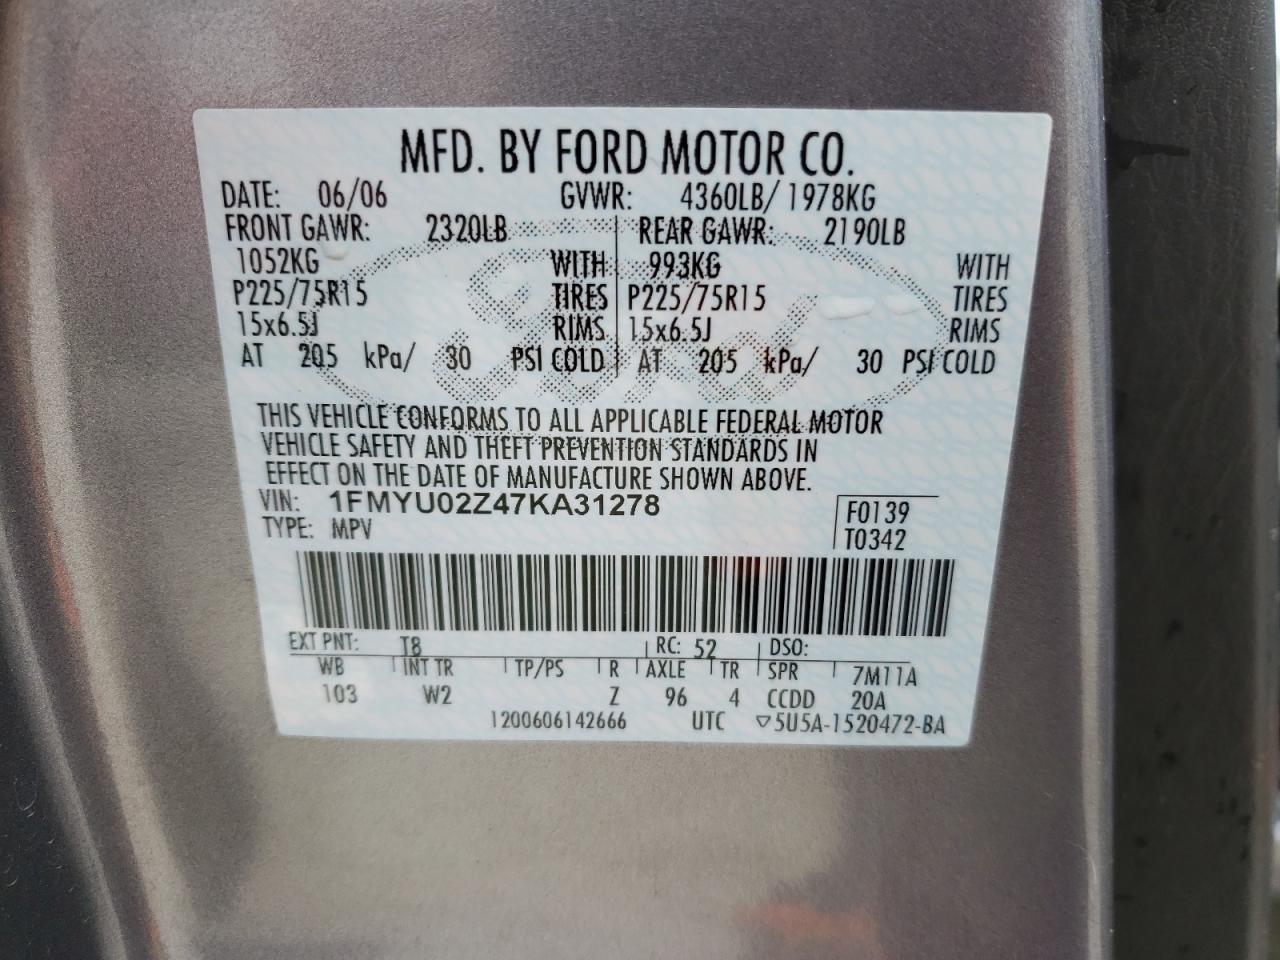 MFD. BY FORD MOTOR CO.
DATE: 06/06 GVWR: 4360LB/ 1978KG
FRONT GAWR: 2320LB REAR GAWR: 2190LB
1052KG WITH 993KG WITH
P225/75R15 TIRES P225/75R15 TIRES
15x6.5J RIMS 15x6.5J RIMS
AT 205 kPa/ 30 PSI COLD AT 205 kPa/ 30 PSI COLD
Ford
THIS VEHICLE CONFORMS TO ALL APPLICABLE FEDERAL MOTOR
VEHICLE SAFETY AND THEFT PREVENTION STANDARDS IN
EFFECT ON THE DATE OF MANUFACTURE SHOWN ABOVE.
VIN: 1FMYU02Z47KA31278
TYPE: MPV
F0139
T0342
EXT PNT: T8 RC: 52 DSO:
WB INT TR TP/PS R AXLE TR SPR 7M11A
103 W2 Z 96 4 CCDD 20A
1200606142666 UTC ▽5U5A-1520472-BA